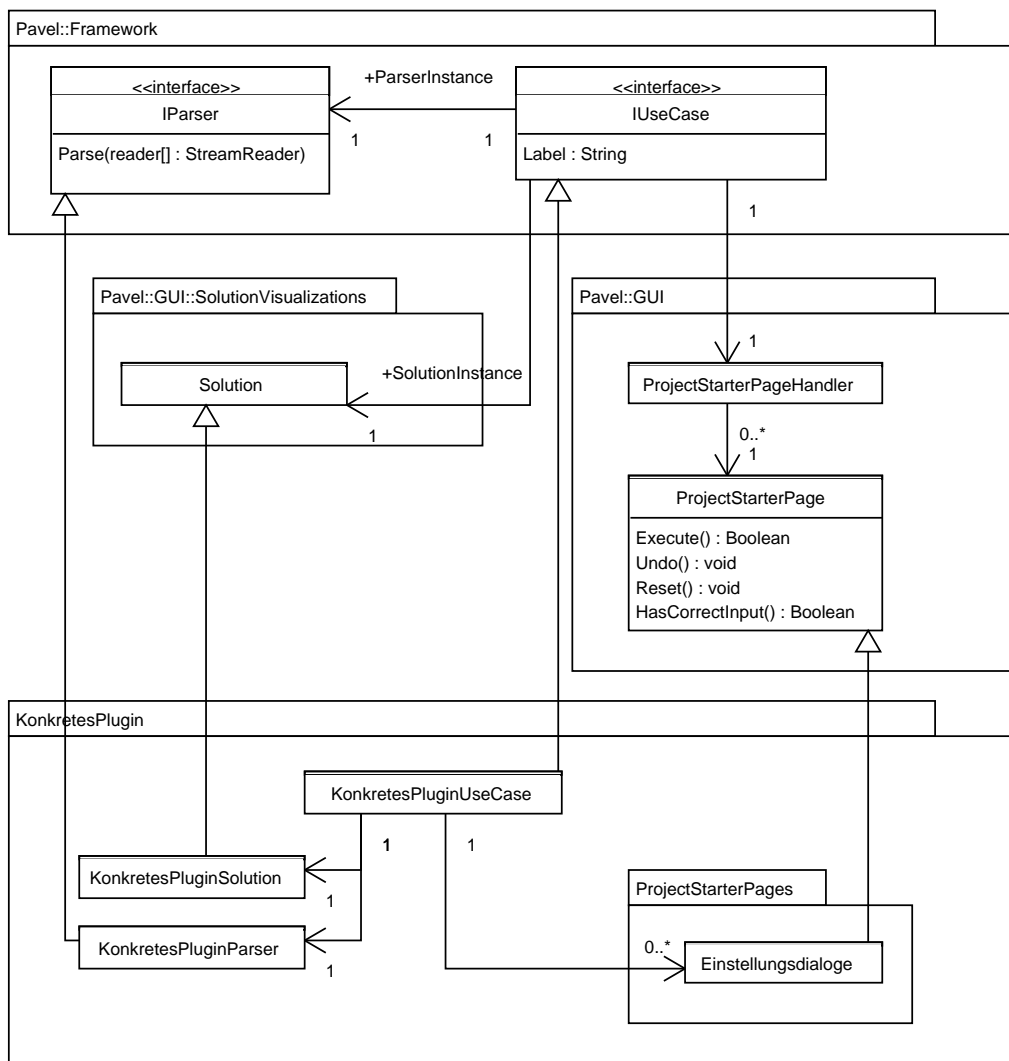 Pavel::Framework
<<interface>>
IParser
Parse(reader[] : StreamReader)
+ParserInstance
1
1
<<interface>>
IUseCase
Label : String
1
Pavel::GUI::SolutionVisualizations
Solution
+SolutionInstance
1
Pavel::GUI
1
ProjectStarterPageHandler
0..*
1
ProjectStarterPage
Execute() : Boolean
Undo() : void
Reset() : void
HasCorrectInput() : Boolean
KonkretesPlugin
KonkretesPluginUseCase
1
1
KonkretesPluginSolution
1
KonkretesPluginParser
1
ProjectStarterPages
0..*
Einstellungsdialoge